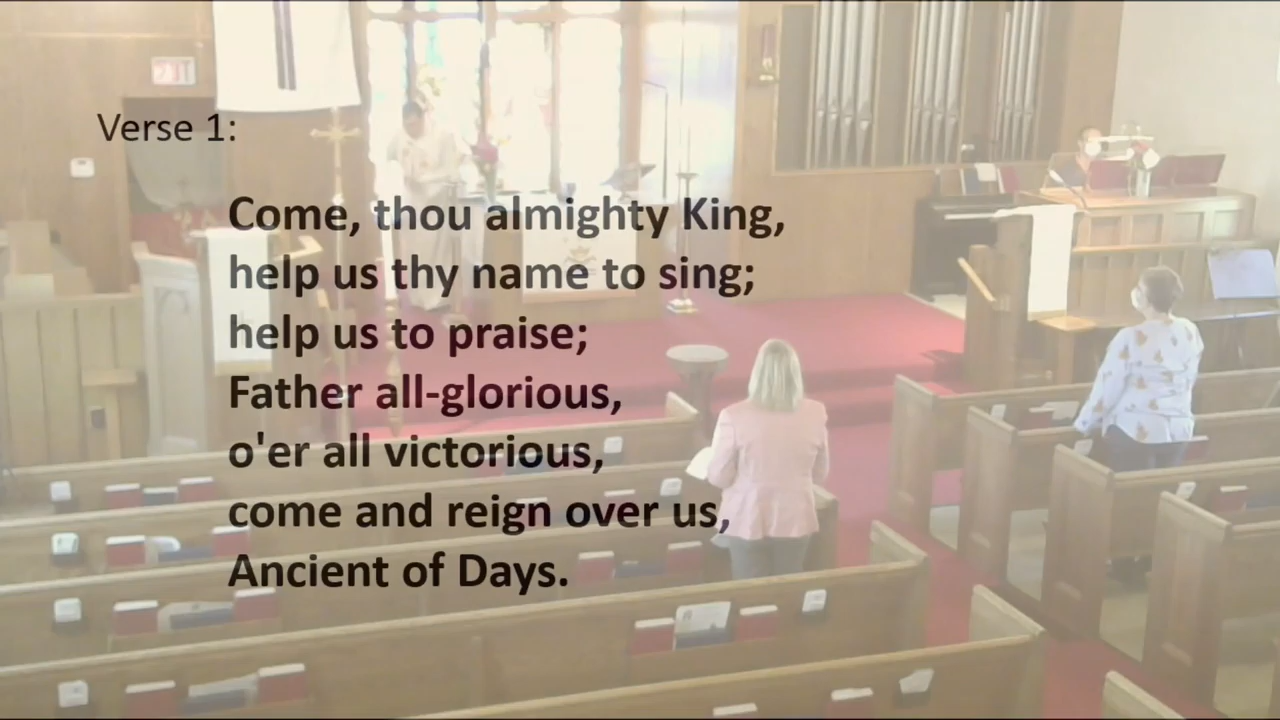 Verse 1:
Come, thou almighty King,
help us thy name to sing;
help us to praise;
Father all-glorious,
o'er all victorious,
come and reign over us,
Ancient of Days.